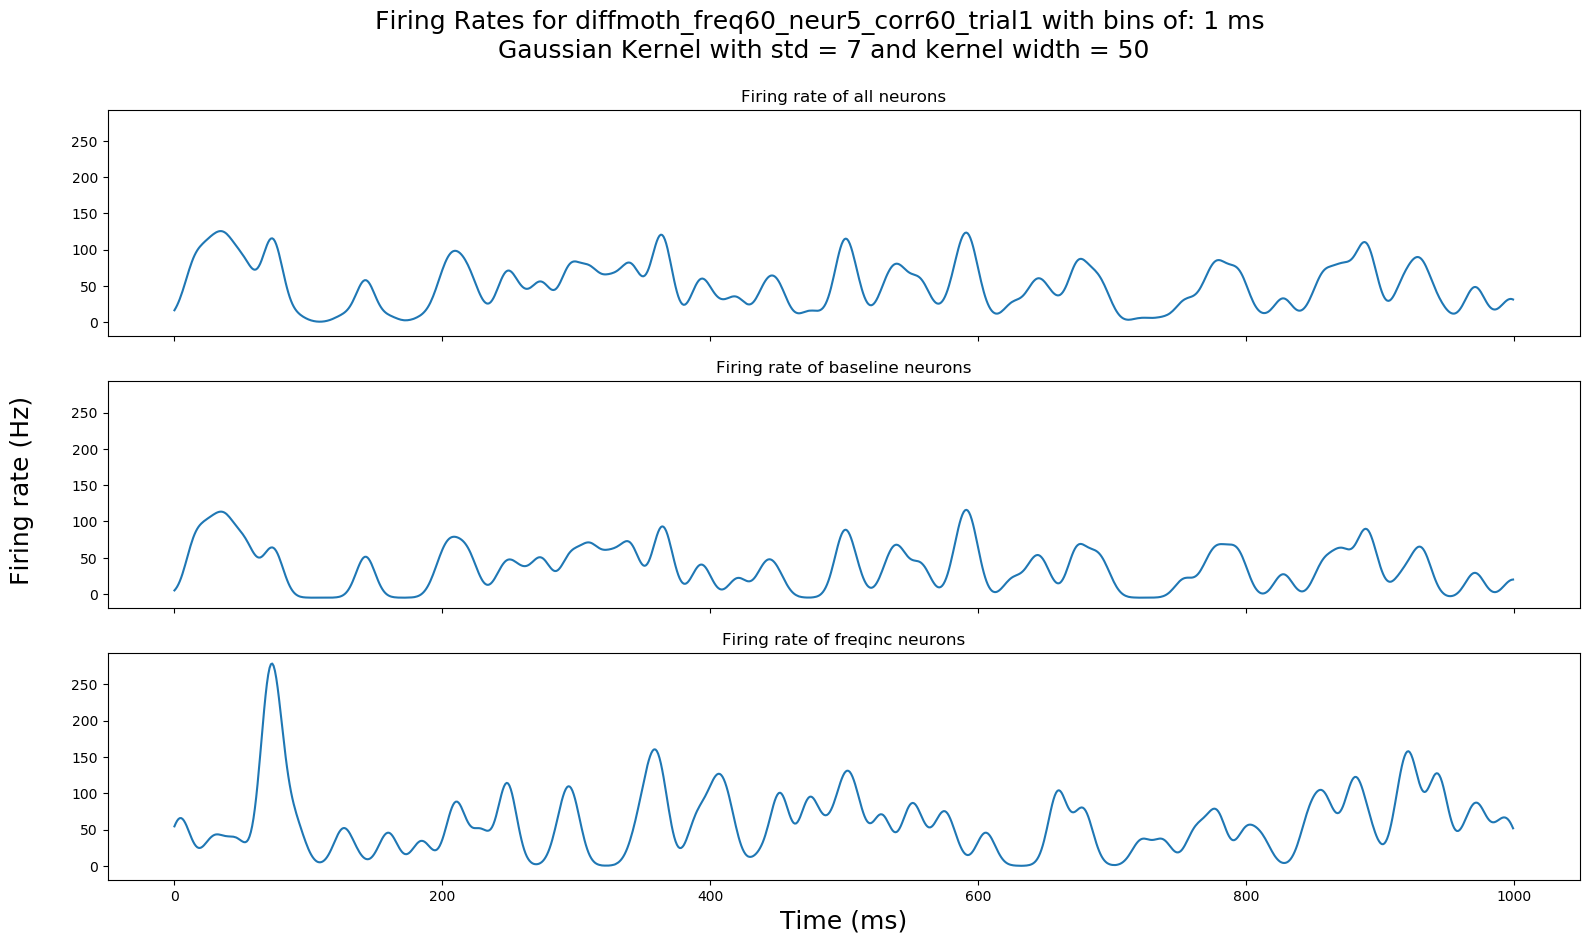 Firing Rates for diffmoth_freq60_neur5_corr60_trial1 with bins of: 1 ms
Gaussian Kernel with std = 7 and kernel width = 50
Firing rate of all neurons
250
200
150
100
50
0
Firing rate of baseline neurons
250
200
150
100
50
0
Firing rate (Hz)
Firing rate of freqinc neurons
250
200
150
100
50
0
0 200 400 600 800 1000
Time (ms)